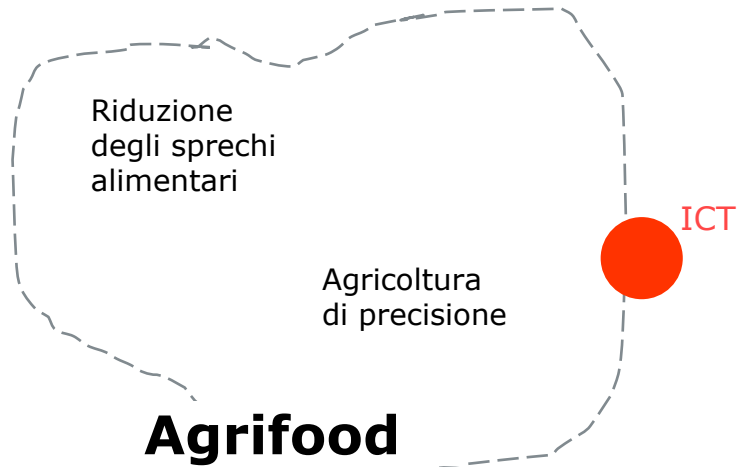 Riduzione
degli sprechi
alimentari
ICT
Agricoltura
di precisione
Agrifood